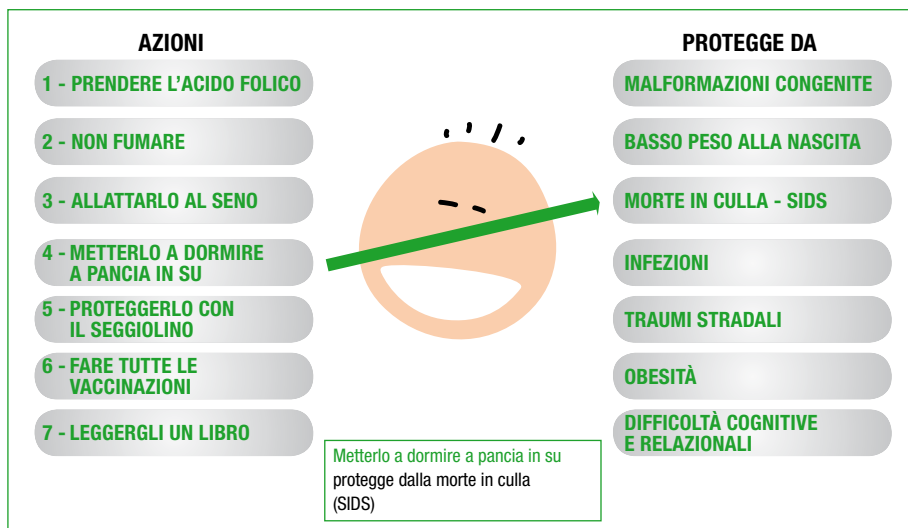 AZIONI
1 - PRENDERE L'ACIDO FOLICO
2 - NON FUMARE
3 - ALLATTARLO AL SENO
4 - METTERLO A DORMIRE
A PANCIA IN SU
5 - PROTEGGERLO CON
IL SEGGIOLINO
6 - FARE TUTTE LE
VACCINAZIONI
7 - LEGGERGLI UN LIBRO
PROTEGGE DA
MALFORMAZIONI CONGENITE
BASSO PESO ALLA NASCITA
MORTE IN CULLA - SIDS
INFEZIONI
TRAUMI STRADALI
OBESITÀ
DIFFICOLTÀ COGNITIVE
E RELAZIONALI
Metterlo a dormire a pancia in su
protegge dalla morte in culla
(SIDS)